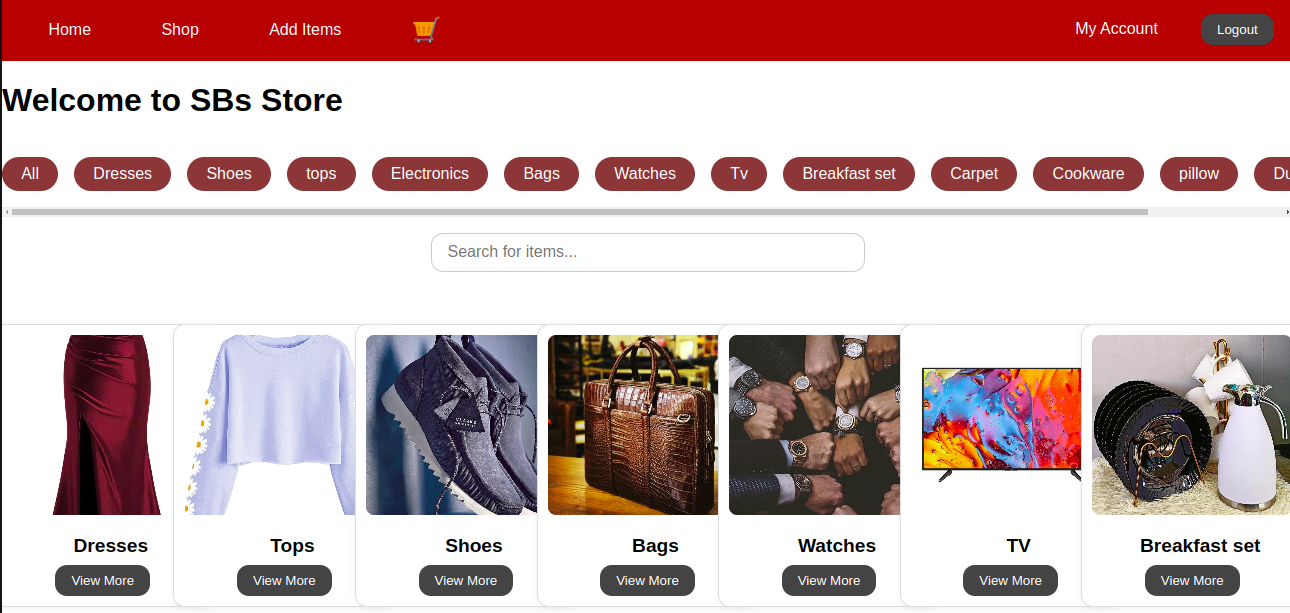 Home Shop Add Items My Account Logout
Welcome to SBs Store
All Dresses Shoes tops Electronics Bags Watches Tv Breakfast set Carpet Cookware pillow Du
Search for items...
Dresses Tops Shoes Bags Watches TV Breakfast set
View More View More View More View More View More View More View More